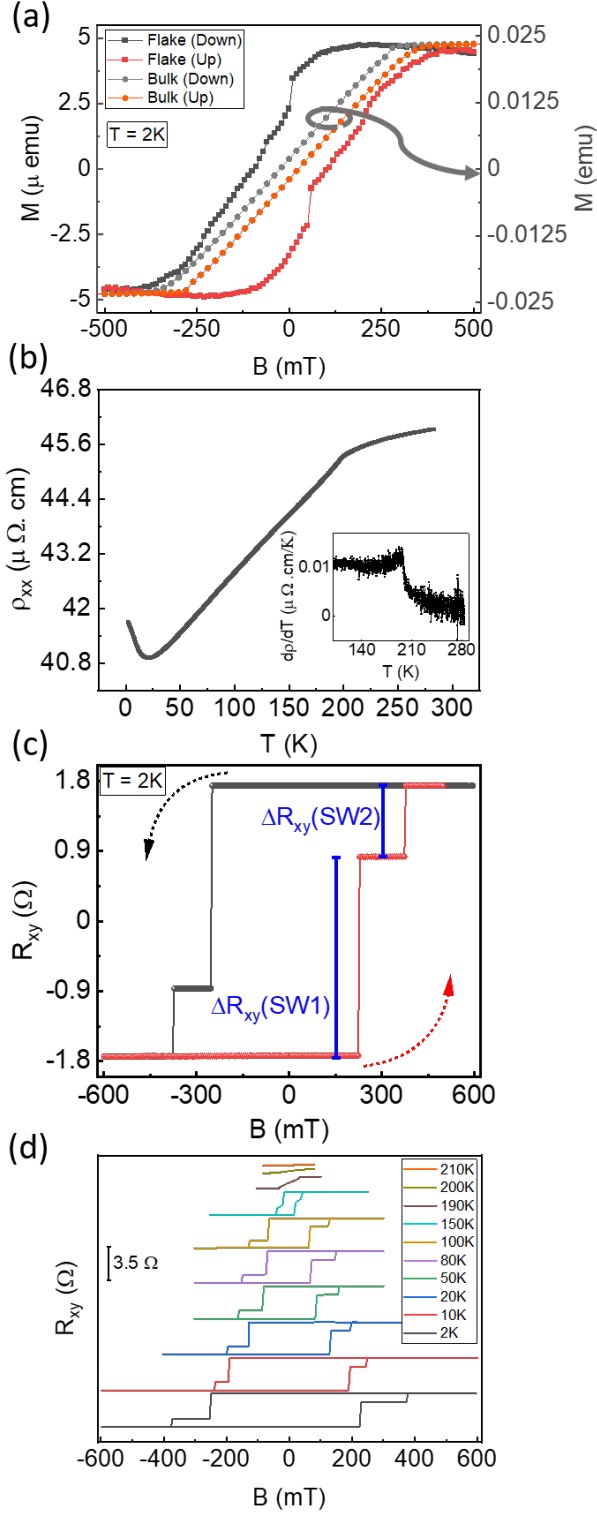 (a)
Flake (Down)
Flake (Up)
Bulk (Down)
Bulk (Up)
T = 2K
5
2.5
0
-2.5
-5
M (μ emu)
0.025
0.0125
0
-0.0125
-0.025
M (emu)
-500 -250 0 250 500
B (mT)
(b)
46.8
45.6
44.4
43.2
42
40.8
ρxx (μ Ω. cm)
0 50 100 150 200 250 300
T (K)
0.01
0
dρ/dT (μ Ω.cm/K)
140 210 280
T (K)
(c)
T = 2K
1.8
0.9
0
-0.9
-1.8
Rxy (Ω)
ΔRxy(SW2)
ΔRxy(SW1)
-600 -400 -200 0 200 400 600
B (mT)
(d)
3.5 Ω
Rxy (Ω)
210K
200K
190K
150K
100K
80K
50K
20K
10K
2K
-600 -400 -200 0 200 400 600
B (mT)